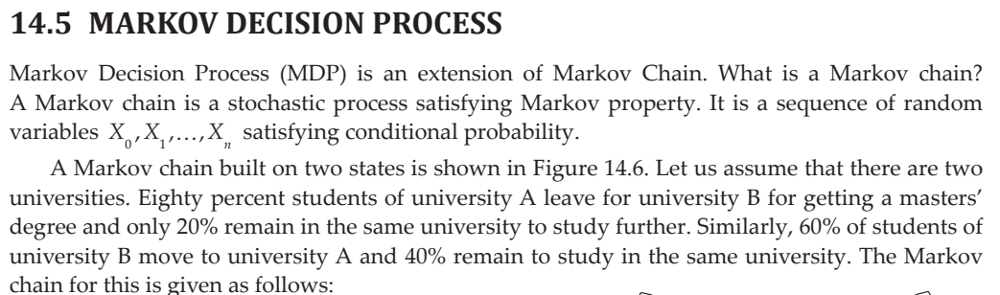 14.5 MARKOV DECISION PROCESS
Markov Decision Process (MDP) is an extension of Markov Chain. What is a Markov chain?
A Markov chain is a stochastic process satisfying Markov property. It is a sequence of random
variables X₀, X₁,…, Xₙ satisfying conditional probability.
A Markov chain built on two states is shown in Figure 14.6. Let us assume that there are two
universities. Eighty percent students of university A leave for university B for getting a masters’
degree and only 20% remain in the same university to study further. Similarly, 60% of students of
university B move to university A and 40% remain to study in the same university. The Markov
chain for this is given as follows: